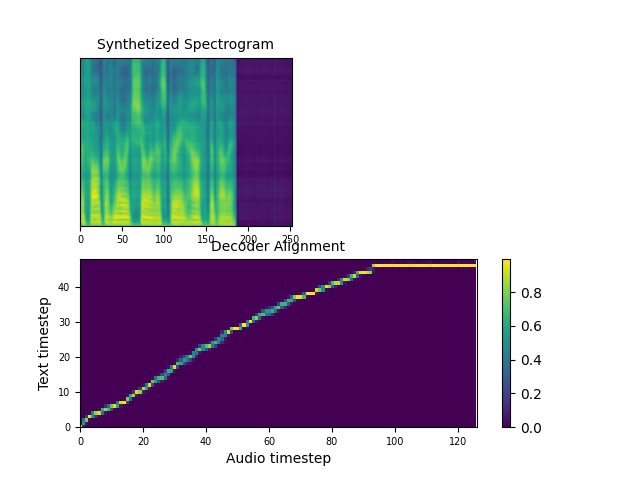 Synthetized Spectrogram
0 50 100 150 200 250
Decoder Alignment
Text timestep
40
30
20
10
0
0 20 40 60 80 100 120
Audio timestep
0.8
0.6
0.4
0.2
0.0